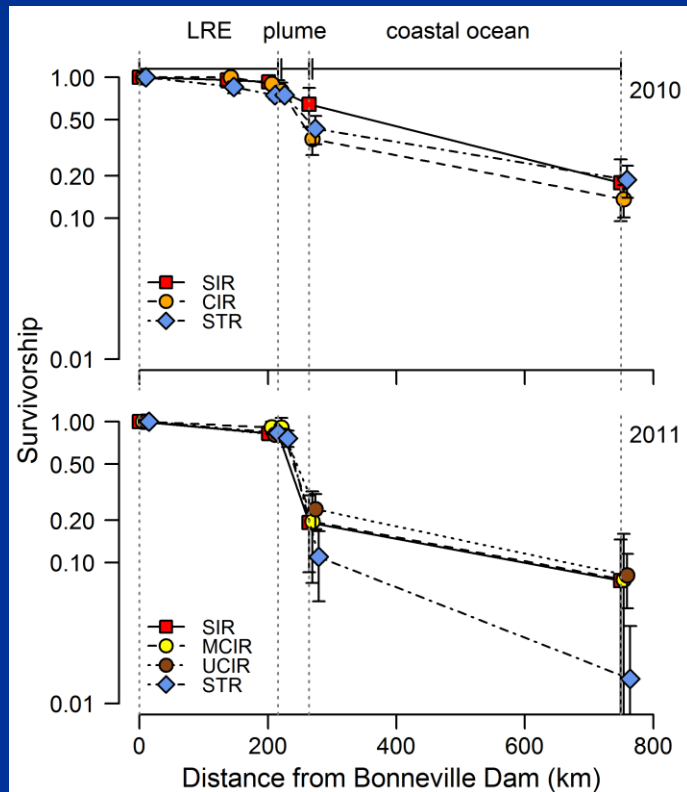 LRE plume coastal ocean
2010
1.00
0.50
0.20
0.10
0.01
SIR
CIR
STR
Survivorship
2011
1.00
0.50
0.20
0.10
0.01
SIR
MCIR
UCIR
STR
0 200 400 600 800
Distance from Bonneville Dam (km)